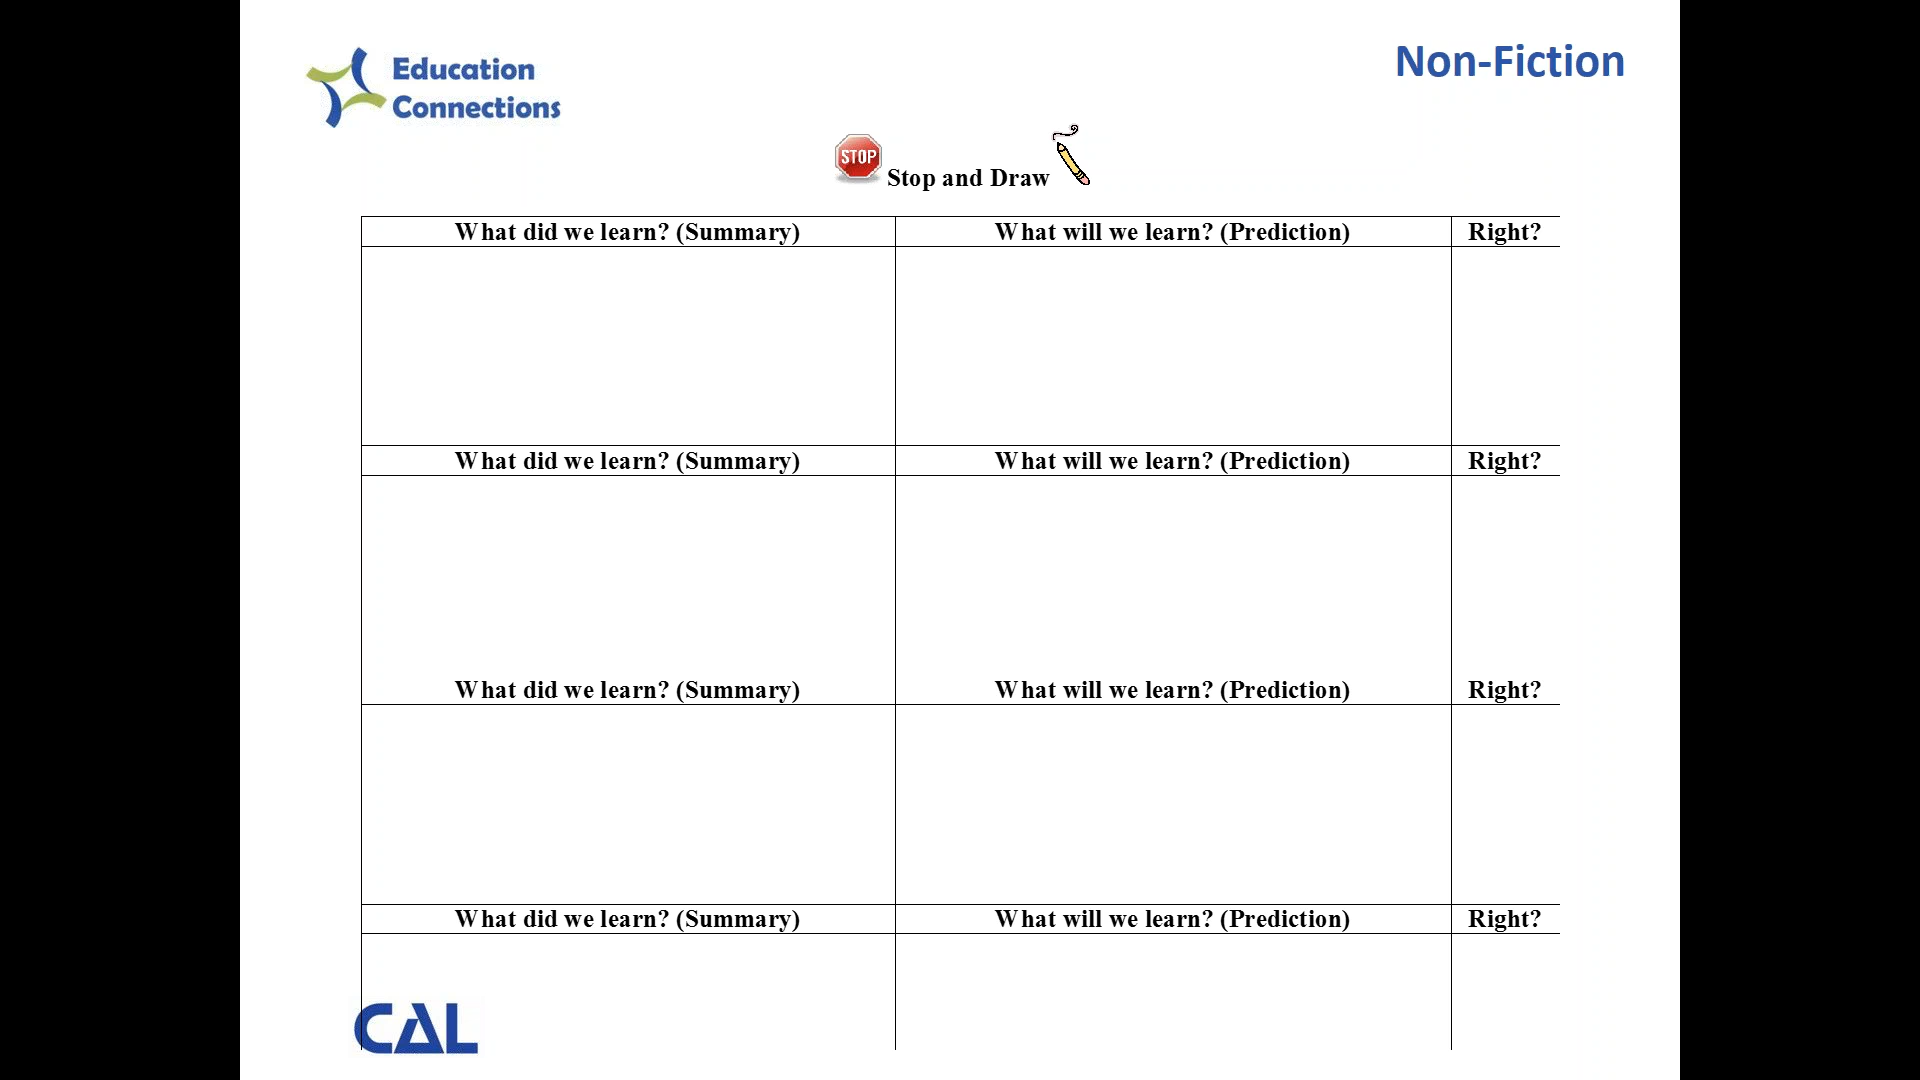 Education
Connections
Non-Fiction
STOP
Stop and Draw
What did we learn? (Summary) What will we learn? (Prediction) Right?
What did we learn? (Summary) What will we learn? (Prediction) Right?
What did we learn? (Summary) What will we learn? (Prediction) Right?
What did we learn? (Summary) What will we learn? (Prediction) Right?
CAL